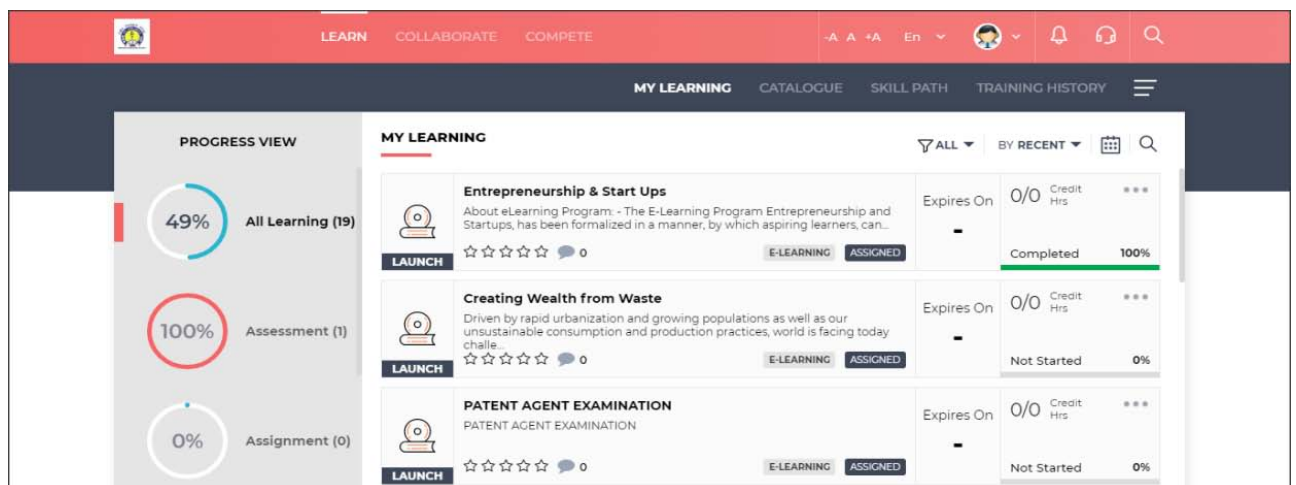 LEARN COLLABORATE COMPETE -A A +A En
MY LEARNING CATALOGUE SKILL PATH TRAINING HISTORY
PROGRESS VIEW
49% All Learning (19)
100% Assessment (1)
0% Assignment (0)
MY LEARNING
ALL BY RECENT
Entrepreneurship & Start Ups
About eLearning Program: - The E-Learning Program Entrepreneurship and
Startups, has been formalized in a manner, by which aspiring learners, can...
LAUNCH 0 E-LEARNING ASSIGNED
Expires On
-
0/0 Credit Hrs
Completed 100%
Creating Wealth from Waste
Driven by rapid urbanization and growing populations as well as our
unsustainable consumption and production practices, world is facing today
challe...
LAUNCH 0 E-LEARNING ASSIGNED
Expires On
-
0/0 Credit Hrs
Not Started 0%
PATENT AGENT EXAMINATION
PATENT AGENT EXAMINATION
LAUNCH 0 E-LEARNING ASSIGNED
Expires On
-
0/0 Credit Hrs
Not Started 0%